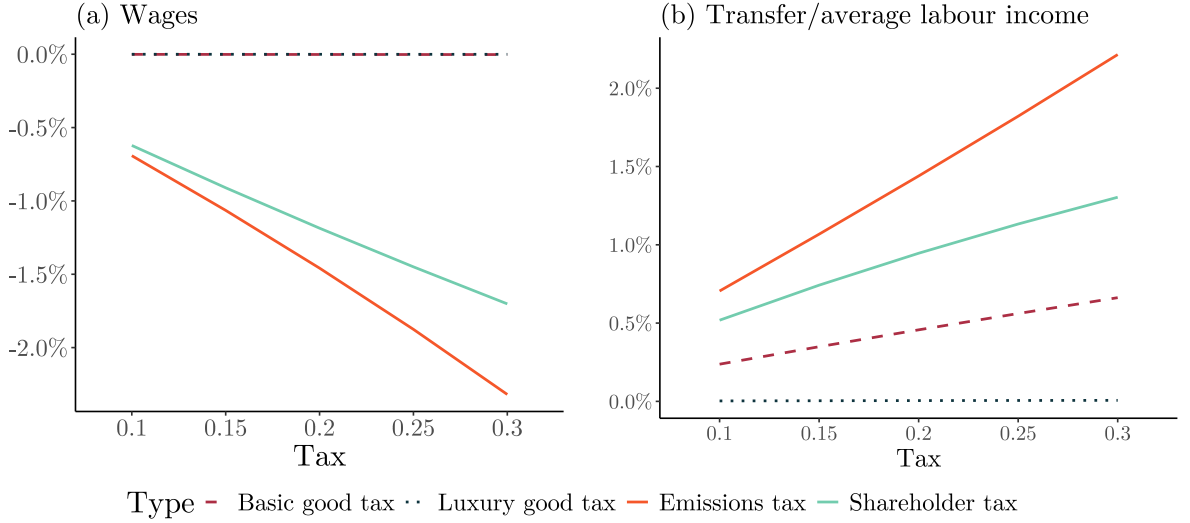 (a) Wages
0.0%
-0.5%
-1.0%
-1.5%
-2.0%
0.1 0.15 0.2 0.25 0.3
Tax
(b) Transfer/average labour income
2.0%
1.5%
1.0%
0.5%
0.0%
0.1 0.15 0.2 0.25 0.3
Tax
Type Basic good tax Luxury good tax Emissions tax Shareholder tax